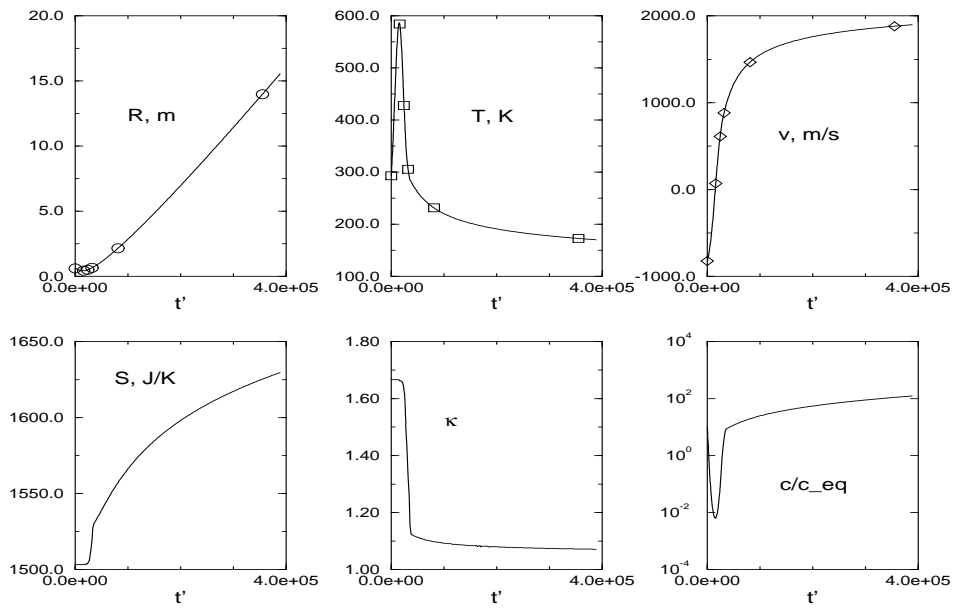 20.0
15.0
10.0
5.0
0.0
R, m
0.0e+00
4.0e+05
t'
600.0
500.0
400.0
300.0
200.0
100.0
T, K
0.0e+00
4.0e+05
t'
2000.0
1000.0
0.0
-1000.0
v, m/s
0.0e+00
4.0e+05
t'
1650.0
1600.0
1550.0
1500.0
S, J/K
0.0e+00
4.0e+05
t'
1.80
1.60
1.40
1.20
1.00
κ
0.0e+00
4.0e+05
t'
10^4
10^2
10^0
10^-2
10^-4
c/c_eq
0.0e+00
4.0e+05
t'